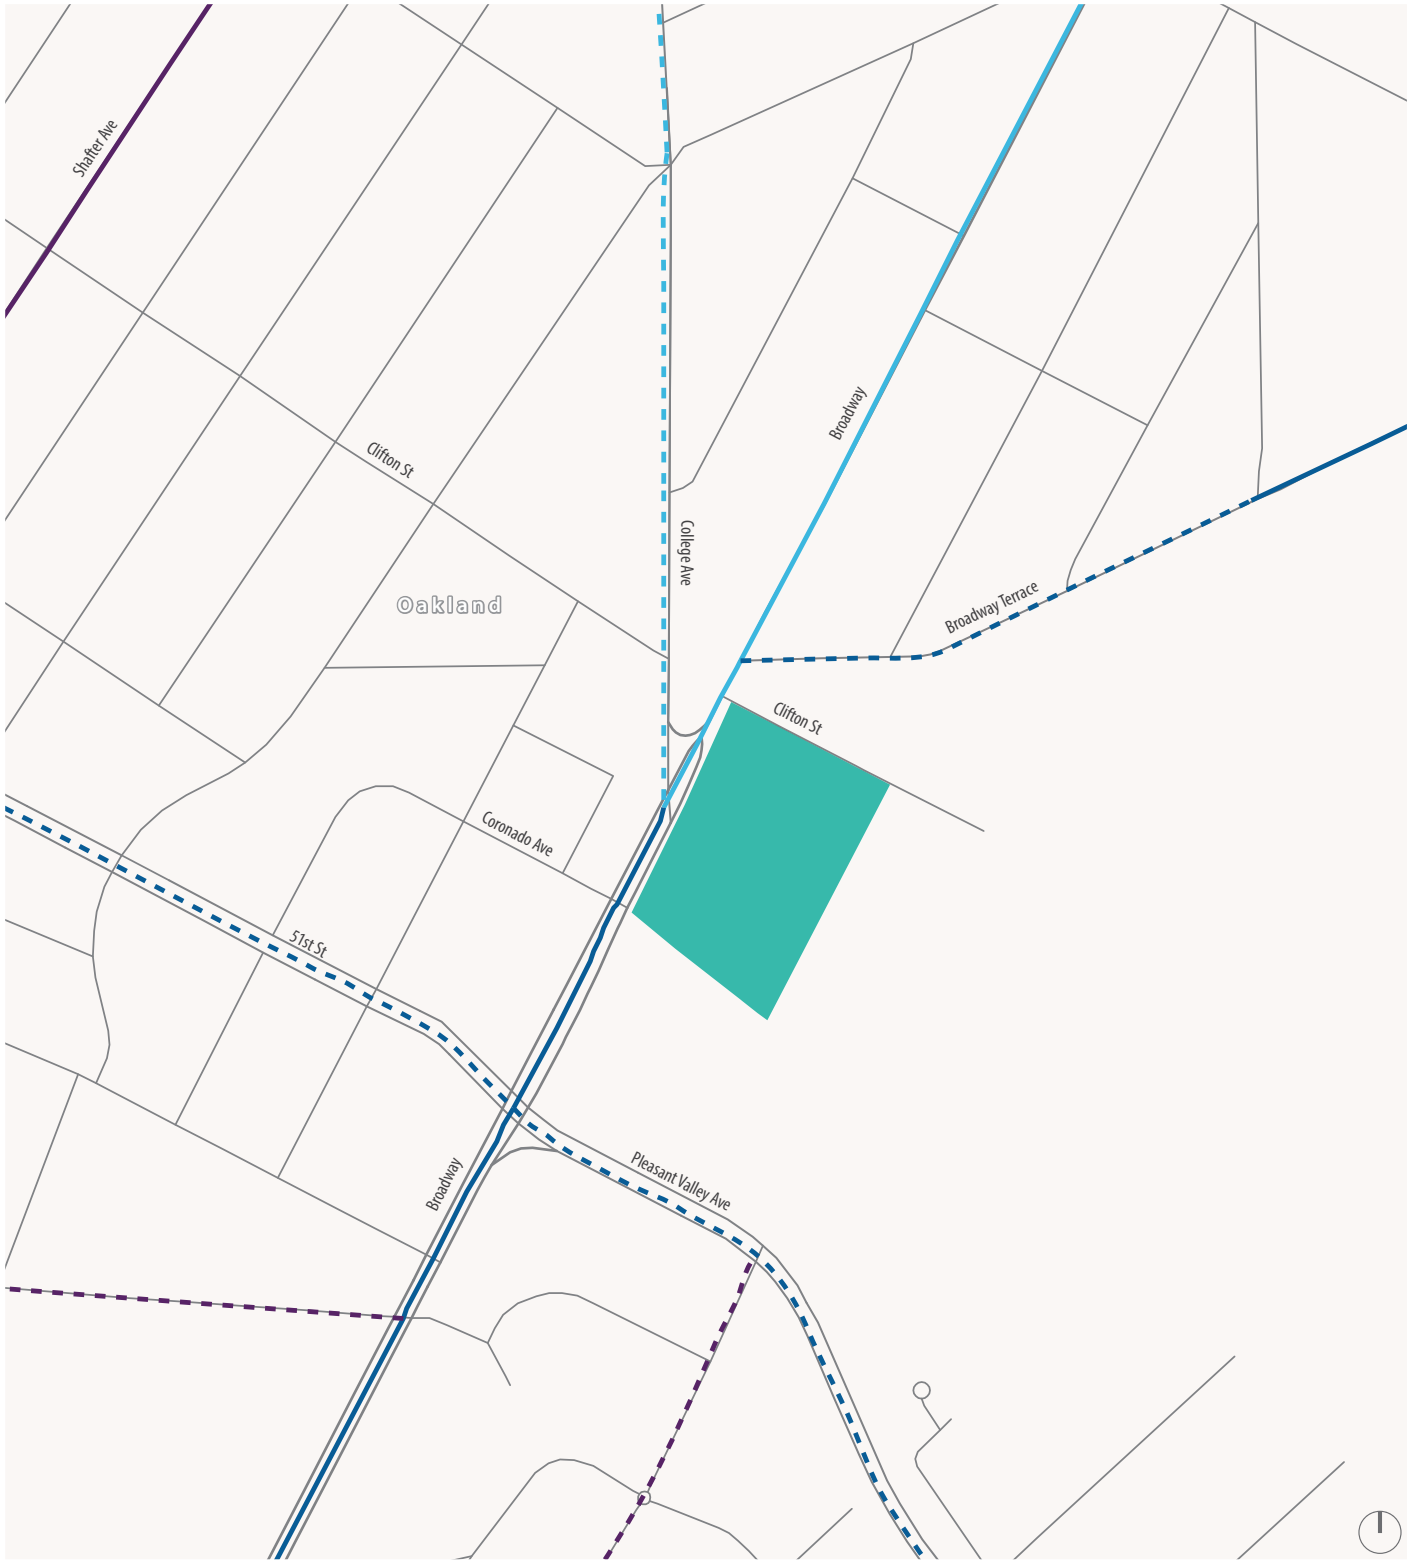 Shafter Ave
Broadway
Clifton St
College Ave
Oakland
Broadway Terrace
Clifton St
Coronado Ave
51st St
Broadway
Pleasant Valley Ave